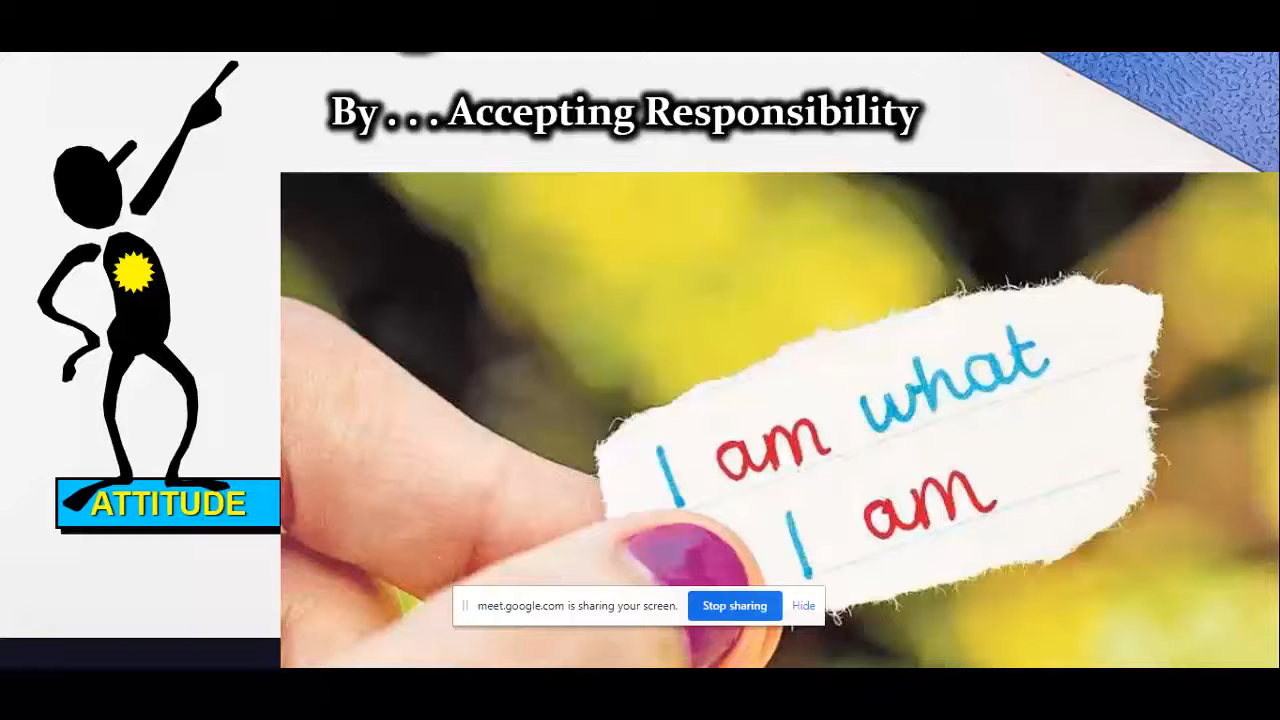 By . . . Accepting Responsibility
I am what
I am
ATTITUDE
meet.google.com is sharing your screen. Stop sharing Hide